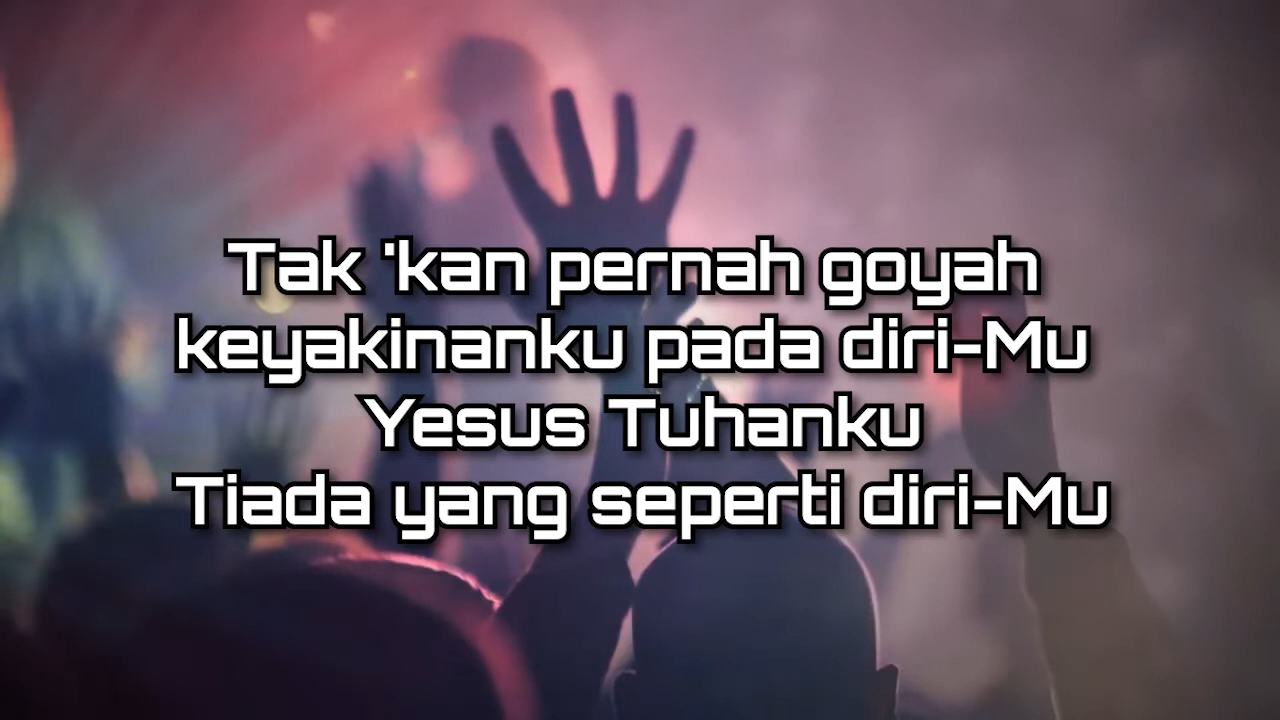 Tak 'kan pernah goyah
keyakinanku pada diri-Mu
Yesus Tuhanku
Tiada yang seperti diri-Mu